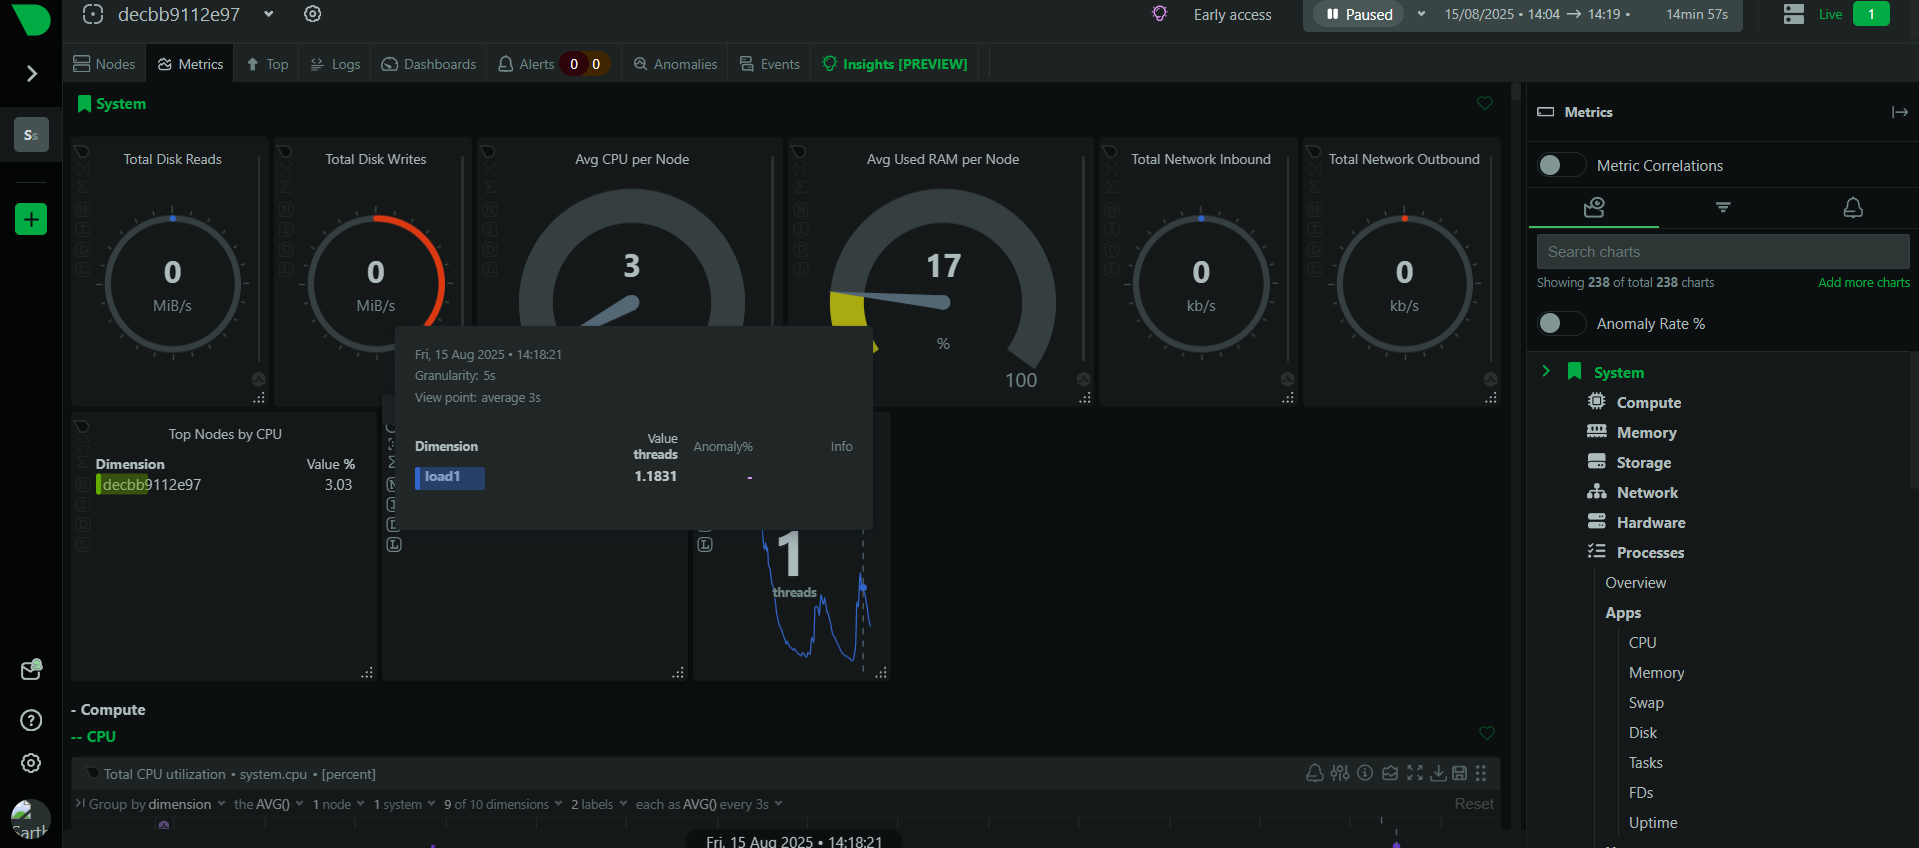 decbb9112e97
Early access
Paused
15/08/2025 • 14:04 → 14:19 •
14min 57s
Live
1
Nodes
Metrics
Top
Logs
Dashboards
Alerts 0 0
Anomalies
Events
Insights [PREVIEW]
Ss
System
Total Disk Reads
0
MiB/s
Total Disk Writes
0
MiB/s
Avg CPU per Node
3
Avg Used RAM per Node
17
%
100
Total Network Inbound
0
kb/s
Total Network Outbound
0
kb/s
Fri, 15 Aug 2025 • 14:18:21
Granularity: 5s
View point: average 3s
Dimension Value threads Anomaly% Info
load1 1.1831 -
Top Nodes by CPU
Dimension Value %
decbb9112e97 3.03
1
threads
- Compute
-- CPU
Total CPU utilization • system.cpu • [percent]
Group by dimension the AVG() 1 node 1 system 9 of 10 dimensions 2 labels each as AVG() every 3s Reset
Fri, 15 Aug 2025 • 14:18:21
Metrics
Metric Correlations
Search charts
Showing 238 of total 238 charts Add more charts
Anomaly Rate %
System
Compute
Memory
Storage
Network
Hardware
Processes
Overview
Apps
CPU
Memory
Swap
Disk
Tasks
FDs
Uptime